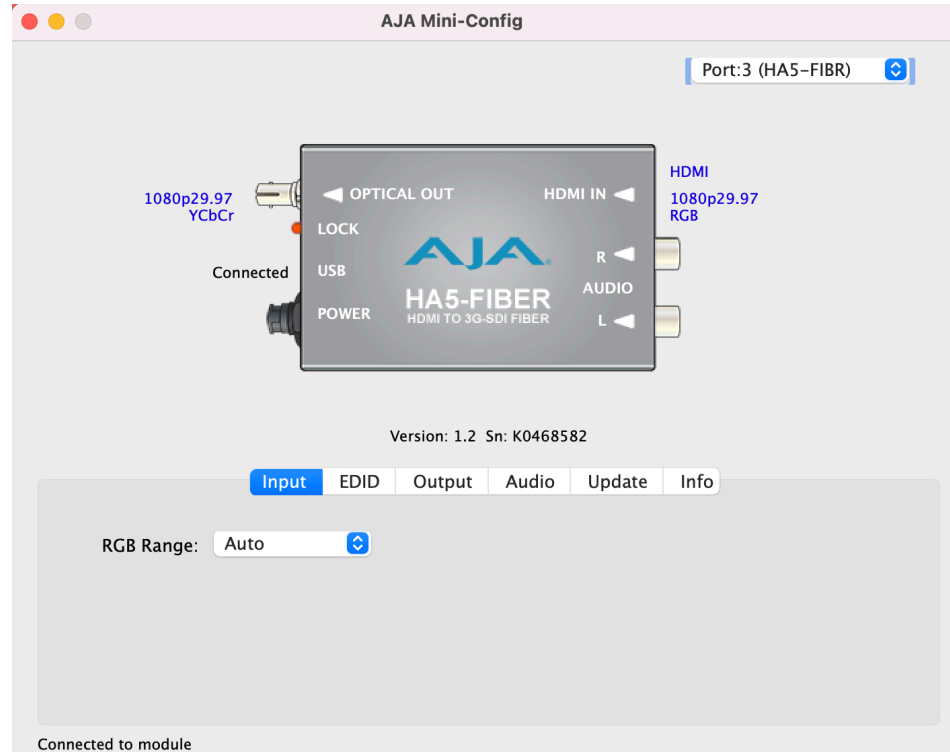 AJA Mini-Config
Port:3 (HA5-FIBR)
HDMI
1080p29.97
RGB
1080p29.97
YCbCr
OPTICAL OUT
HDMI IN
LOCK
Connected
USB
POWER
AJA
HA5-FIBER
HDMI TO 3G-SDI FIBER
R
AUDIO
L
Version: 1.2 Sn: K0468582
Input EDID Output Audio Update Info
RGB Range: Auto
Connected to module